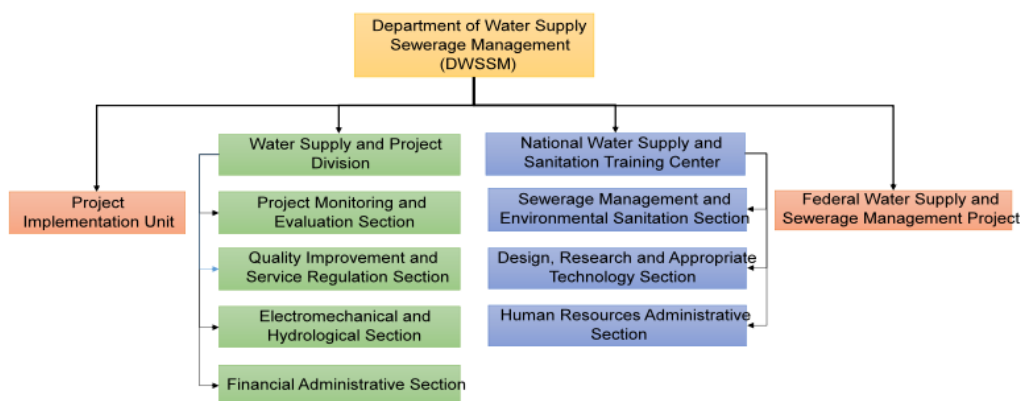 Department of Water Supply
Sewerage Management
(DWSSM)
Water Supply and Project
Division
National Water Supply and
Sanitation Training Center
Project
Implementation Unit
Project Monitoring and
Evaluation Section
Sewerage Management and
Environmental Sanitation Section
Federal Water Supply and
Sewerage Management Project
Quality Improvement and
Service Regulation Section
Design, Research and Appropriate
Technology Section
Electromechanical and
Hydrological Section
Human Resources Administrative
Section
Financial Administrative Section